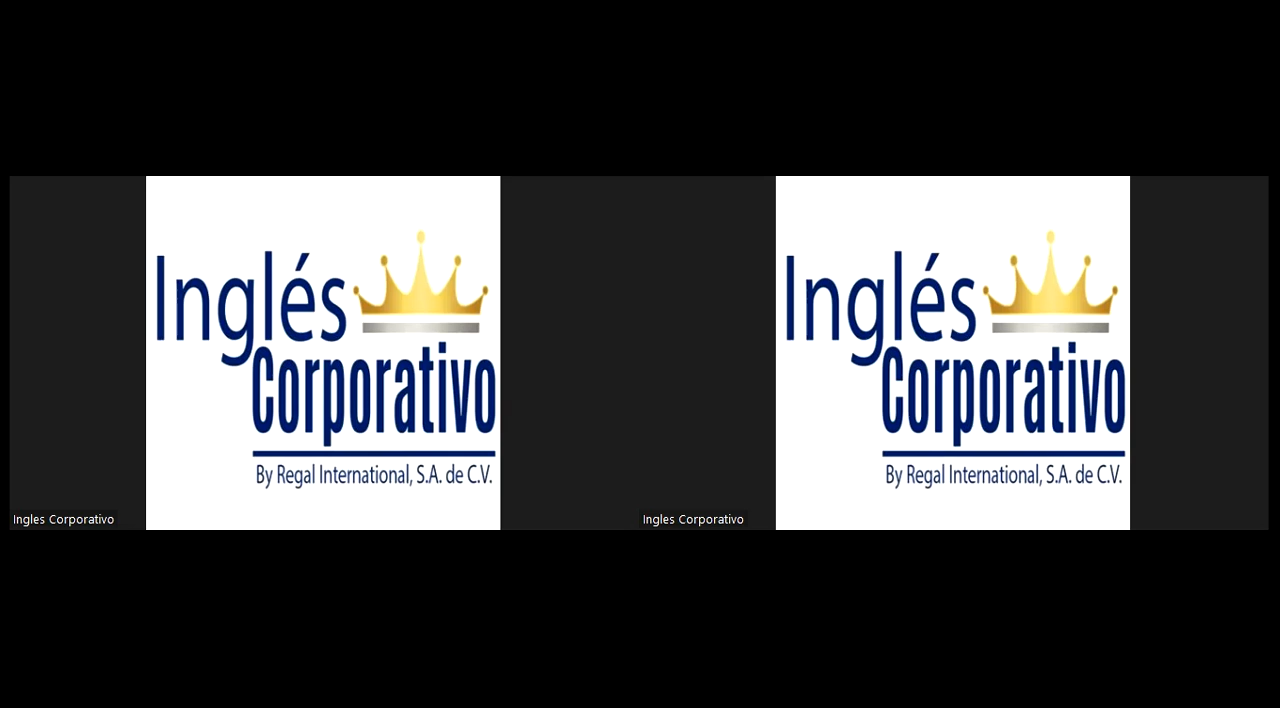 Inglés
Corporativo
By Regal International, S.A. de C.V.
Ingles Corporativo
Inglés
Corporativo
By Regal International, S.A. de C.V.
Ingles Corporativo